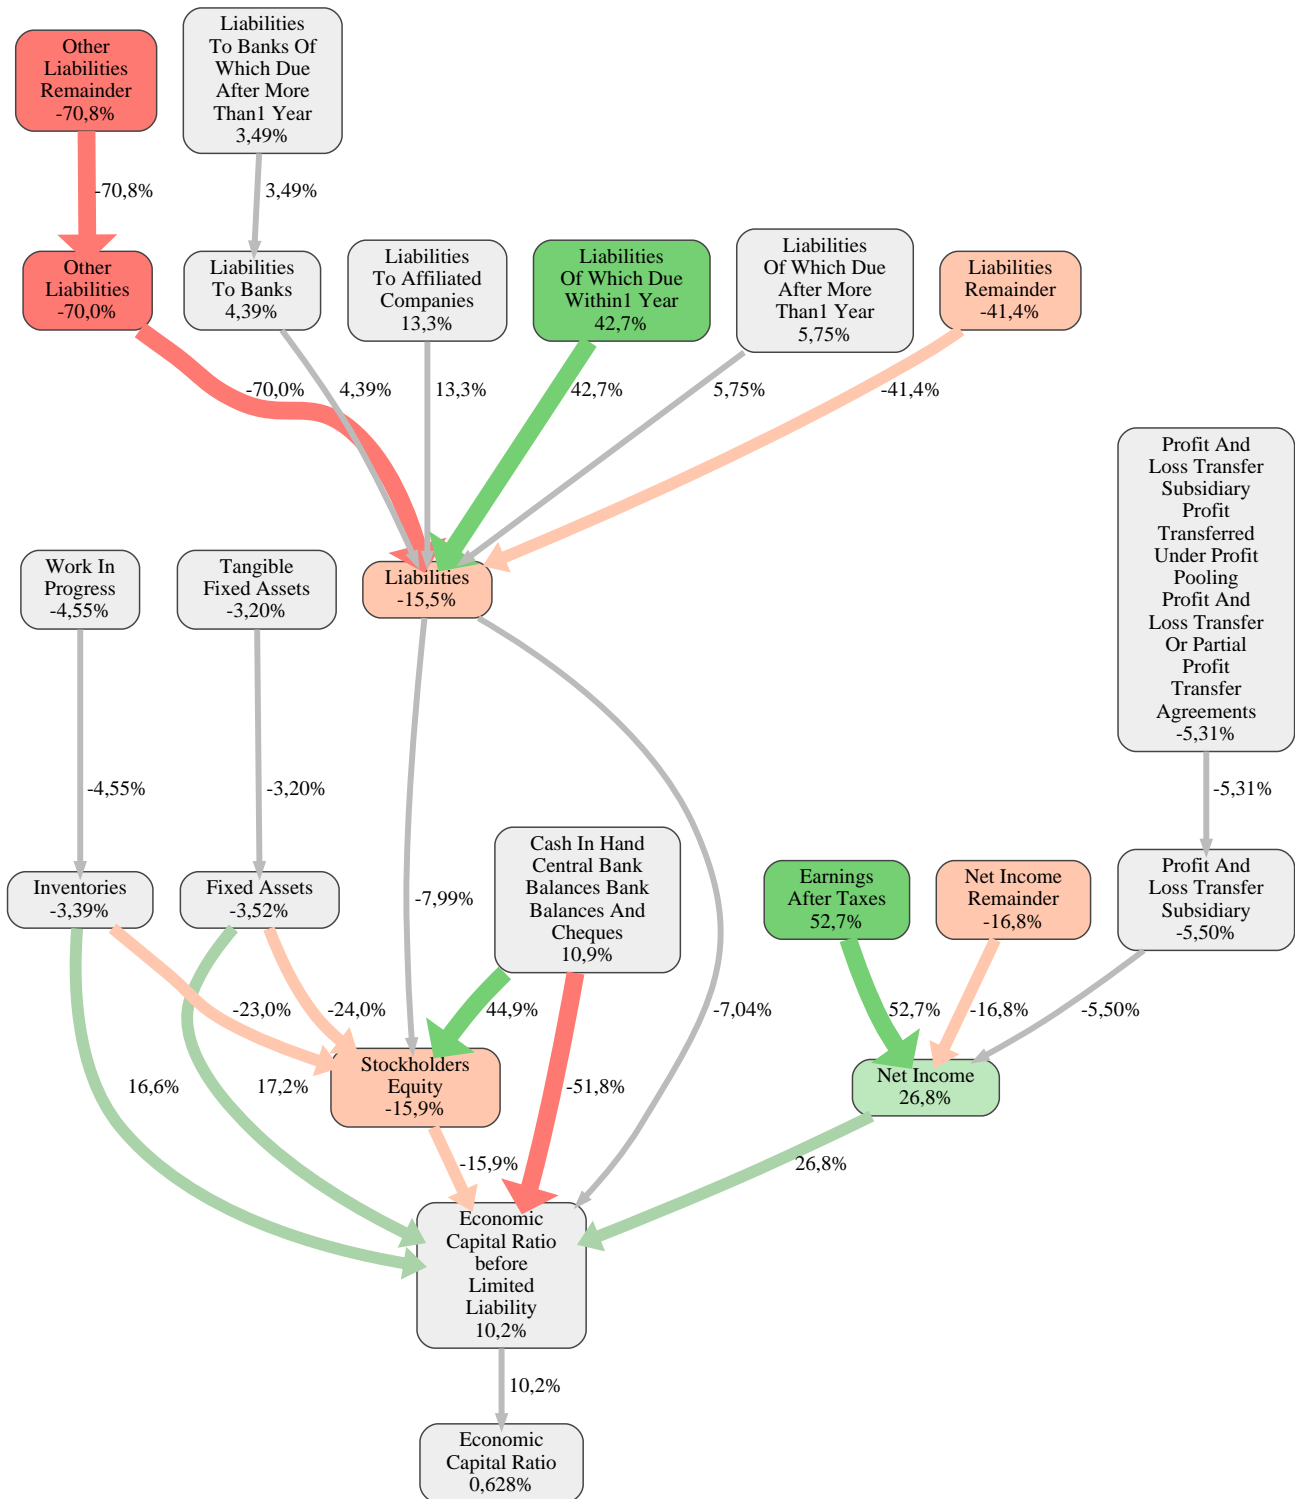 Other
Liabilities
Remainder
-70,8%
Liabilities
To Banks Of
Which Due
After More
Than1 Year
3,49%
-70,8%
3,49%
Other
Liabilities
-70,0%
Liabilities
To Banks
4,39%
Liabilities
To Affiliated
Companies
13,3%
Liabilities
Of Which Due
Within1 Year
42,7%
Liabilities
Of Which Due
After More
Than1 Year
5,75%
Liabilities
Remainder
-41,4%
-70,0%
4,39%
13,3%
42,7%
5,75%
-41,4%
Profit And
Loss Transfer
Subsidiary
Profit
Transferred
Under Profit
Pooling
Profit And
Loss Transfer
Or Partial
Profit
Transfer
Agreements
-5,31%
Work In
Progress
-4,55%
Tangible
Fixed Assets
-3,20%
Liabilities
-15,5%
-4,55%
-3,20%
-5,31%
Inventories
-3,39%
Fixed Assets
-3,52%
-7,99%
Cash In Hand
Central Bank
Balances Bank
Balances And
Cheques
10,9%
Earnings
After Taxes
52,7%
Net Income
Remainder
-16,8%
Profit And
Loss Transfer
Subsidiary
-5,50%
-23,0%
-24,0%
44,9%
-7,04%
52,7%
-16,8%
-5,50%
16,6%
17,2%
Stockholders
Equity
-15,9%
-51,8%
Net Income
26,8%
-15,9%
26,8%
Economic
Capital Ratio
before
Limited
Liability
10,2%
10,2%
Economic
Capital Ratio
0,628%